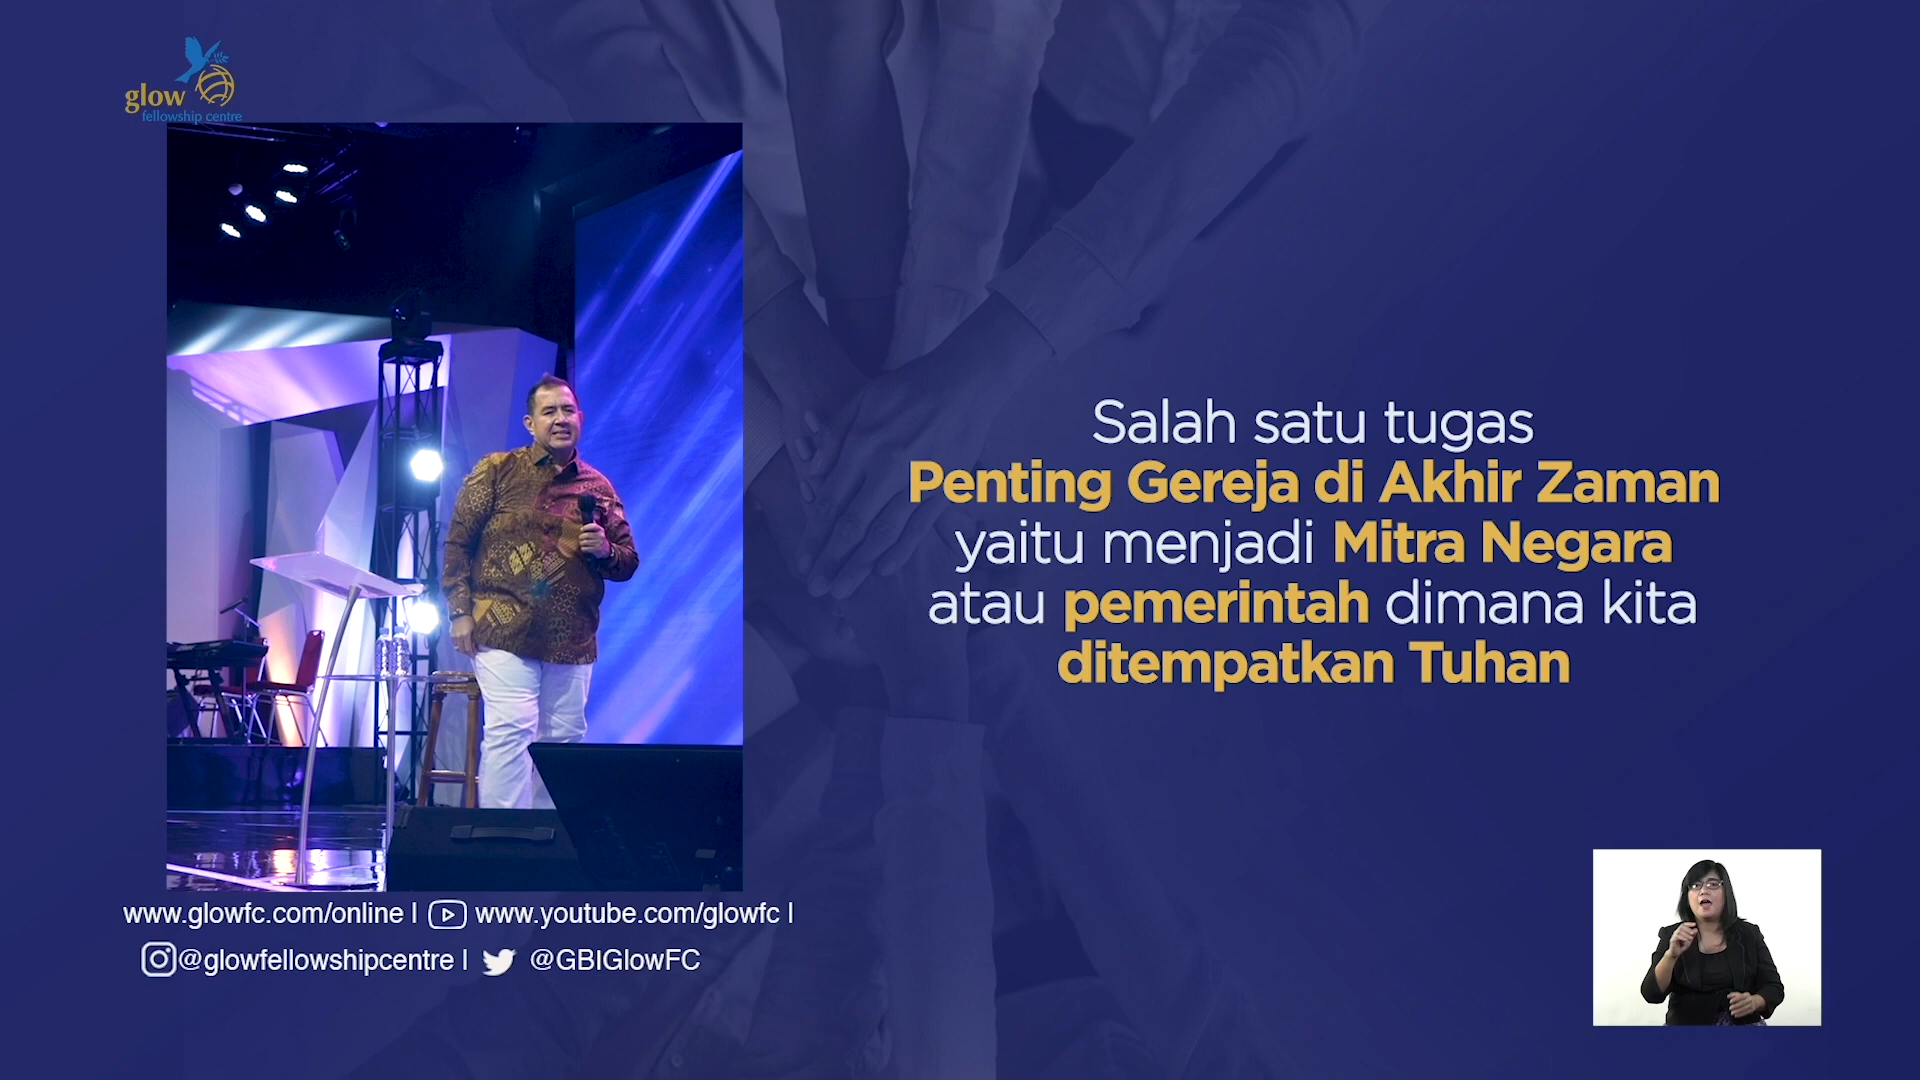 glow
fellowship centre
Salah satu tugas
Penting Gereja di Akhir Zaman
yaitu menjadi Mitra Negara
atau pemerintah dimana kita
ditempatkan Tuhan
www.glowfc.com/online | www.youtube.com/glowfc |
@glowfellowshipcentre | @GBIGlowFC